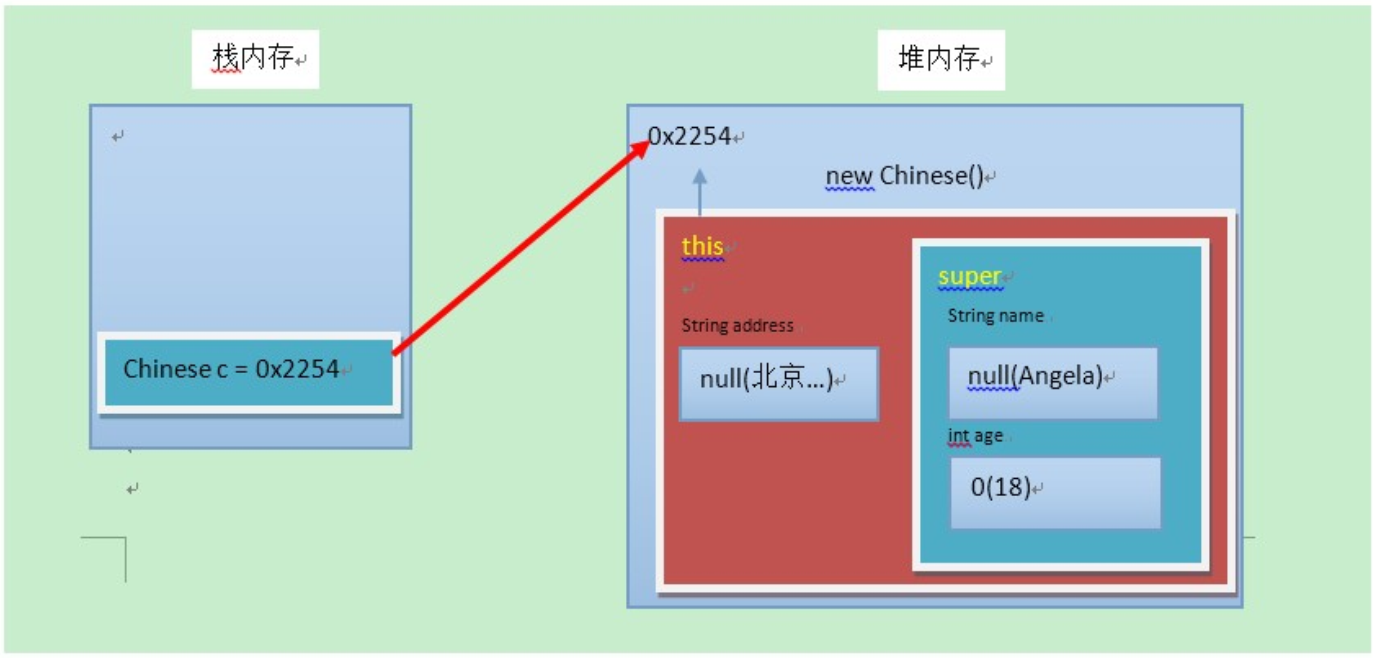 栈内存
堆内存
0x2254
new Chinese()
this
super
String address
String name
null(北京...)
null(Angela)
int age
0(18)
Chinese c = 0x2254